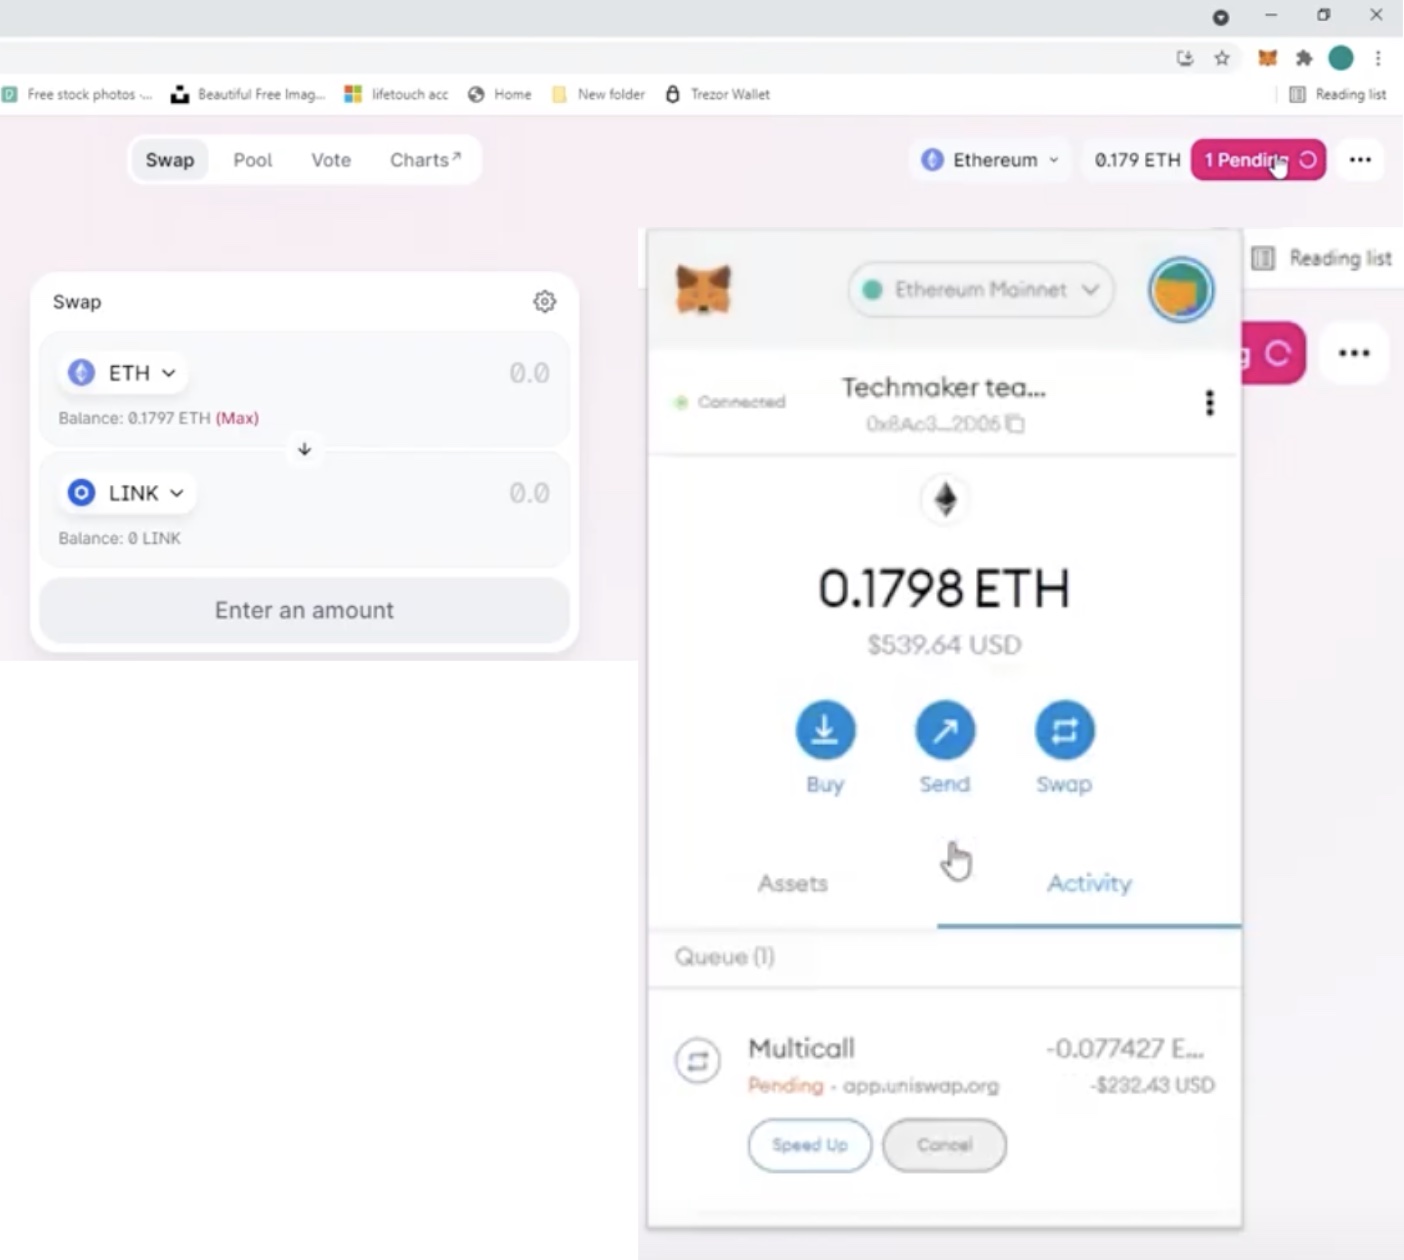 Free stock photos -...
Beautiful Free Imag...
lifetouch acc
Home
New folder
Trezor Wallet
Reading list
Swap
Pool
Vote
Charts↗
Ethereum
0.179 ETH
1 Pending
Swap
ETH
0.0
Balance: 0.1797 ETH (Max)
LINK
0.0
Balance: 0 LINK
Enter an amount
Reading list
g
Ethereum Mainnet
Connected
Techmaker tea...
0x8Ac3...2D06
0.1798 ETH
$539.64 USD
Buy
Send
Swap
Assets
Activity
Queue (1)
Multicall
-0.077427 E...
Pending - app.uniswap.org
-$232.43 USD
Speed Up
Cancel